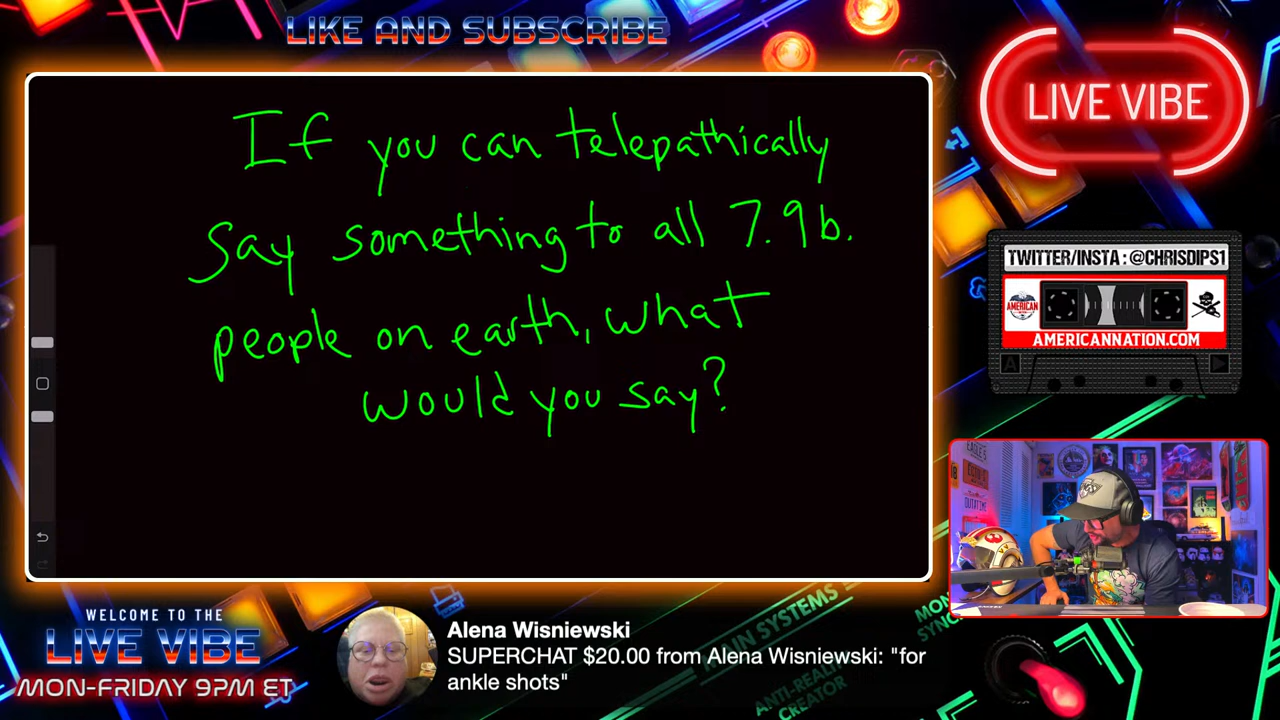 LIKE AND SUBSCRIBE
If you can telepathically
say something to all 7.9b.
people on earth, what
would you say?
LIVE VIBE
TWITTER/INSTA : @CHRISDIPS1
AMERICAN
AMERICANNATION.COM
A
WELCOME TO THE
LIVE VIBE
MON-FRIDAY 9PM ET
Alena Wisniewski
SUPERCHAT $20.00 from Alena Wisniewski: "for
ankle shots"
MAIN SYSTEMS